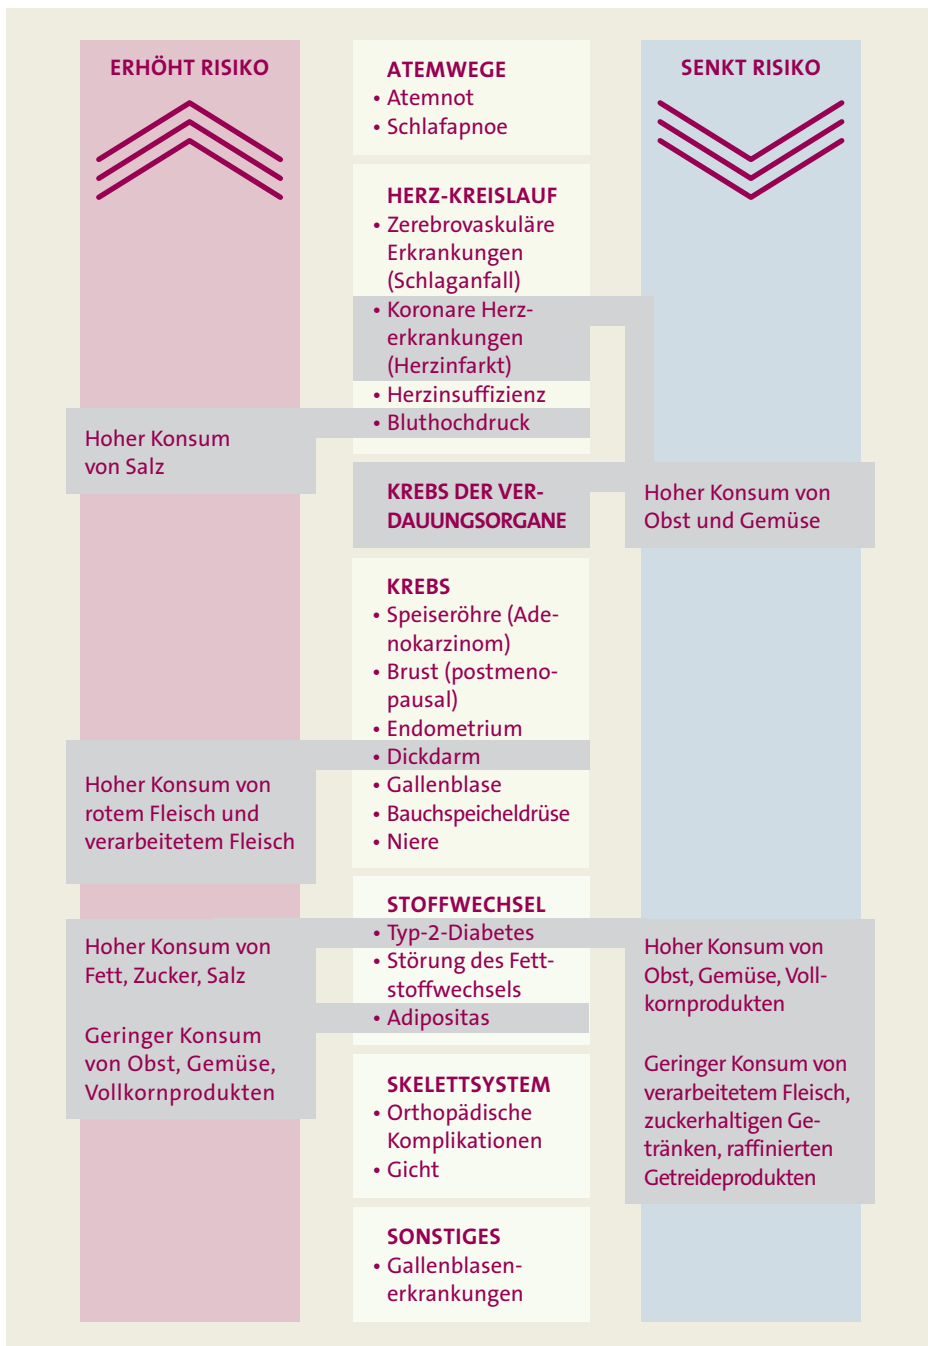 ERHÖHT RISIKO
Hoher Konsum
von Salz
Hoher Konsum von
rotem Fleisch und
verarbeitetem Fleisch
Hoher Konsum von
Fett, Zucker, Salz
Geringer Konsum
von Obst, Gemüse,
Vollkornprodukten
ATEMWEGE
• Atemnot
• Schlafapnoe
HERZ-KREISLAUF
• Zerebrovaskuläre
Erkrankungen
(Schlaganfall)
• Koronare Herz-
erkrankungen
(Herzinfarkt)
• Herzinsuffizienz
• Bluthochdruck
KREBS DER VER-
DAUUNGSORGANE
KREBS
• Speiseröhre (Ade-
nokarzinom)
• Brust (postmeno-
pausal)
• Endometrium
• Dickdarm
• Gallenblase
• Bauchspeicheldrüse
• Niere
STOFFWECHSEL
• Typ-2-Diabetes
• Störung des Fett-
stoffwechsels
• Adipositas
SKELETTSYSTEM
• Orthopädische
Komplikationen
• Gicht
SONSTIGES
• Gallenblasen-
erkrankungen
SENKT RISIKO
Hoher Konsum von
Obst und Gemüse
Hoher Konsum von
Obst, Gemüse, Voll-
kornprodukten
Geringer Konsum von
verarbeitetem Fleisch,
zuckerhaltigen Ge-
tränken, raffinierten
Getreideprodukten